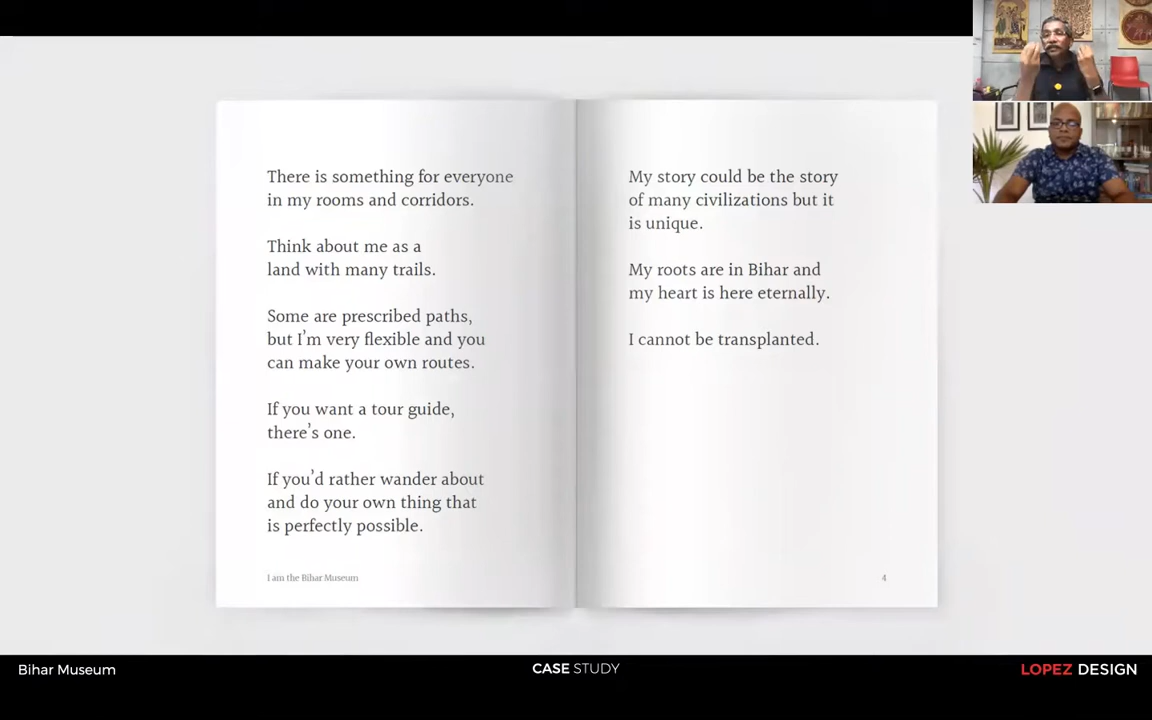 There is something for everyone
in my rooms and corridors.
Think about me as a
land with many trails.
Some are prescribed paths,
but I'm very flexible and you
can make your own routes.
If you want a tour guide,
there's one.
If you'd rather wander about
and do your own thing that
is perfectly possible.
I am the Bihar Museum
My story could be the story
of many civilizations but it
is unique.
My roots are in Bihar and
my heart is here eternally.
I cannot be transplanted.
4
Bihar Museum
CASE STUDY
LOPEZ DESIGN